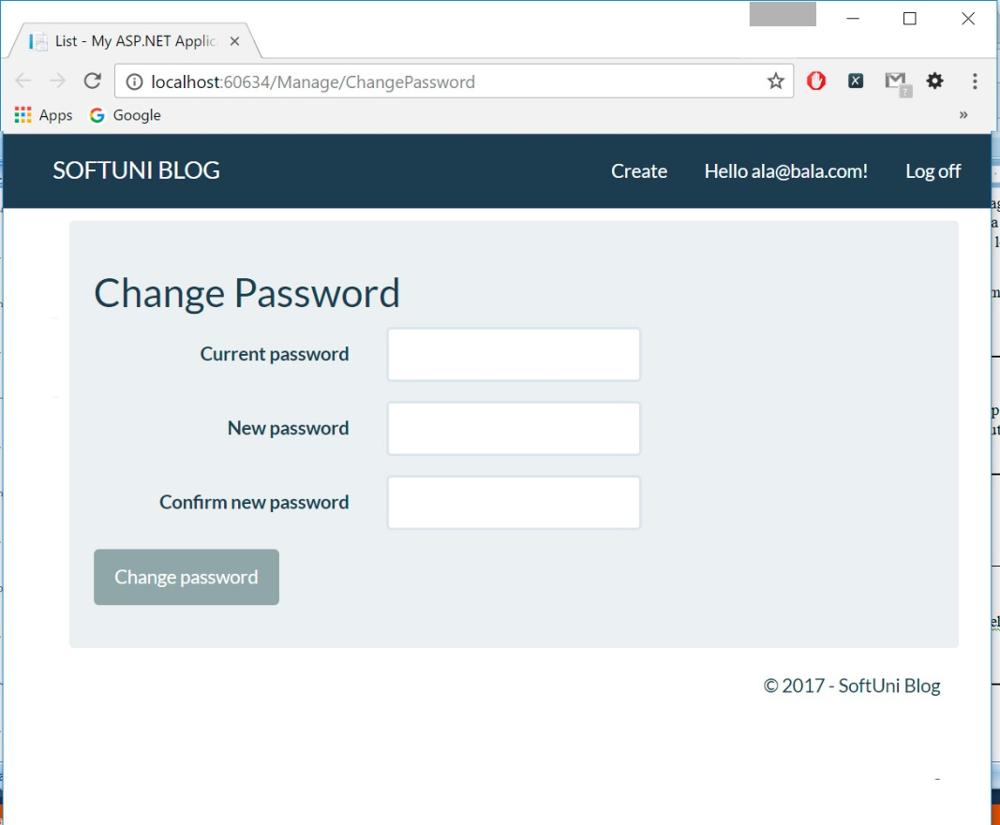 List - My ASP.NET Applic
localhost:60634/Manage/ChangePassword
Apps Google »
SOFTUNI BLOG Create Hello ala@bala.com! Log off
Change Password
Current password
New password
Confirm new password
Change password
© 2017 - SoftUni Blog